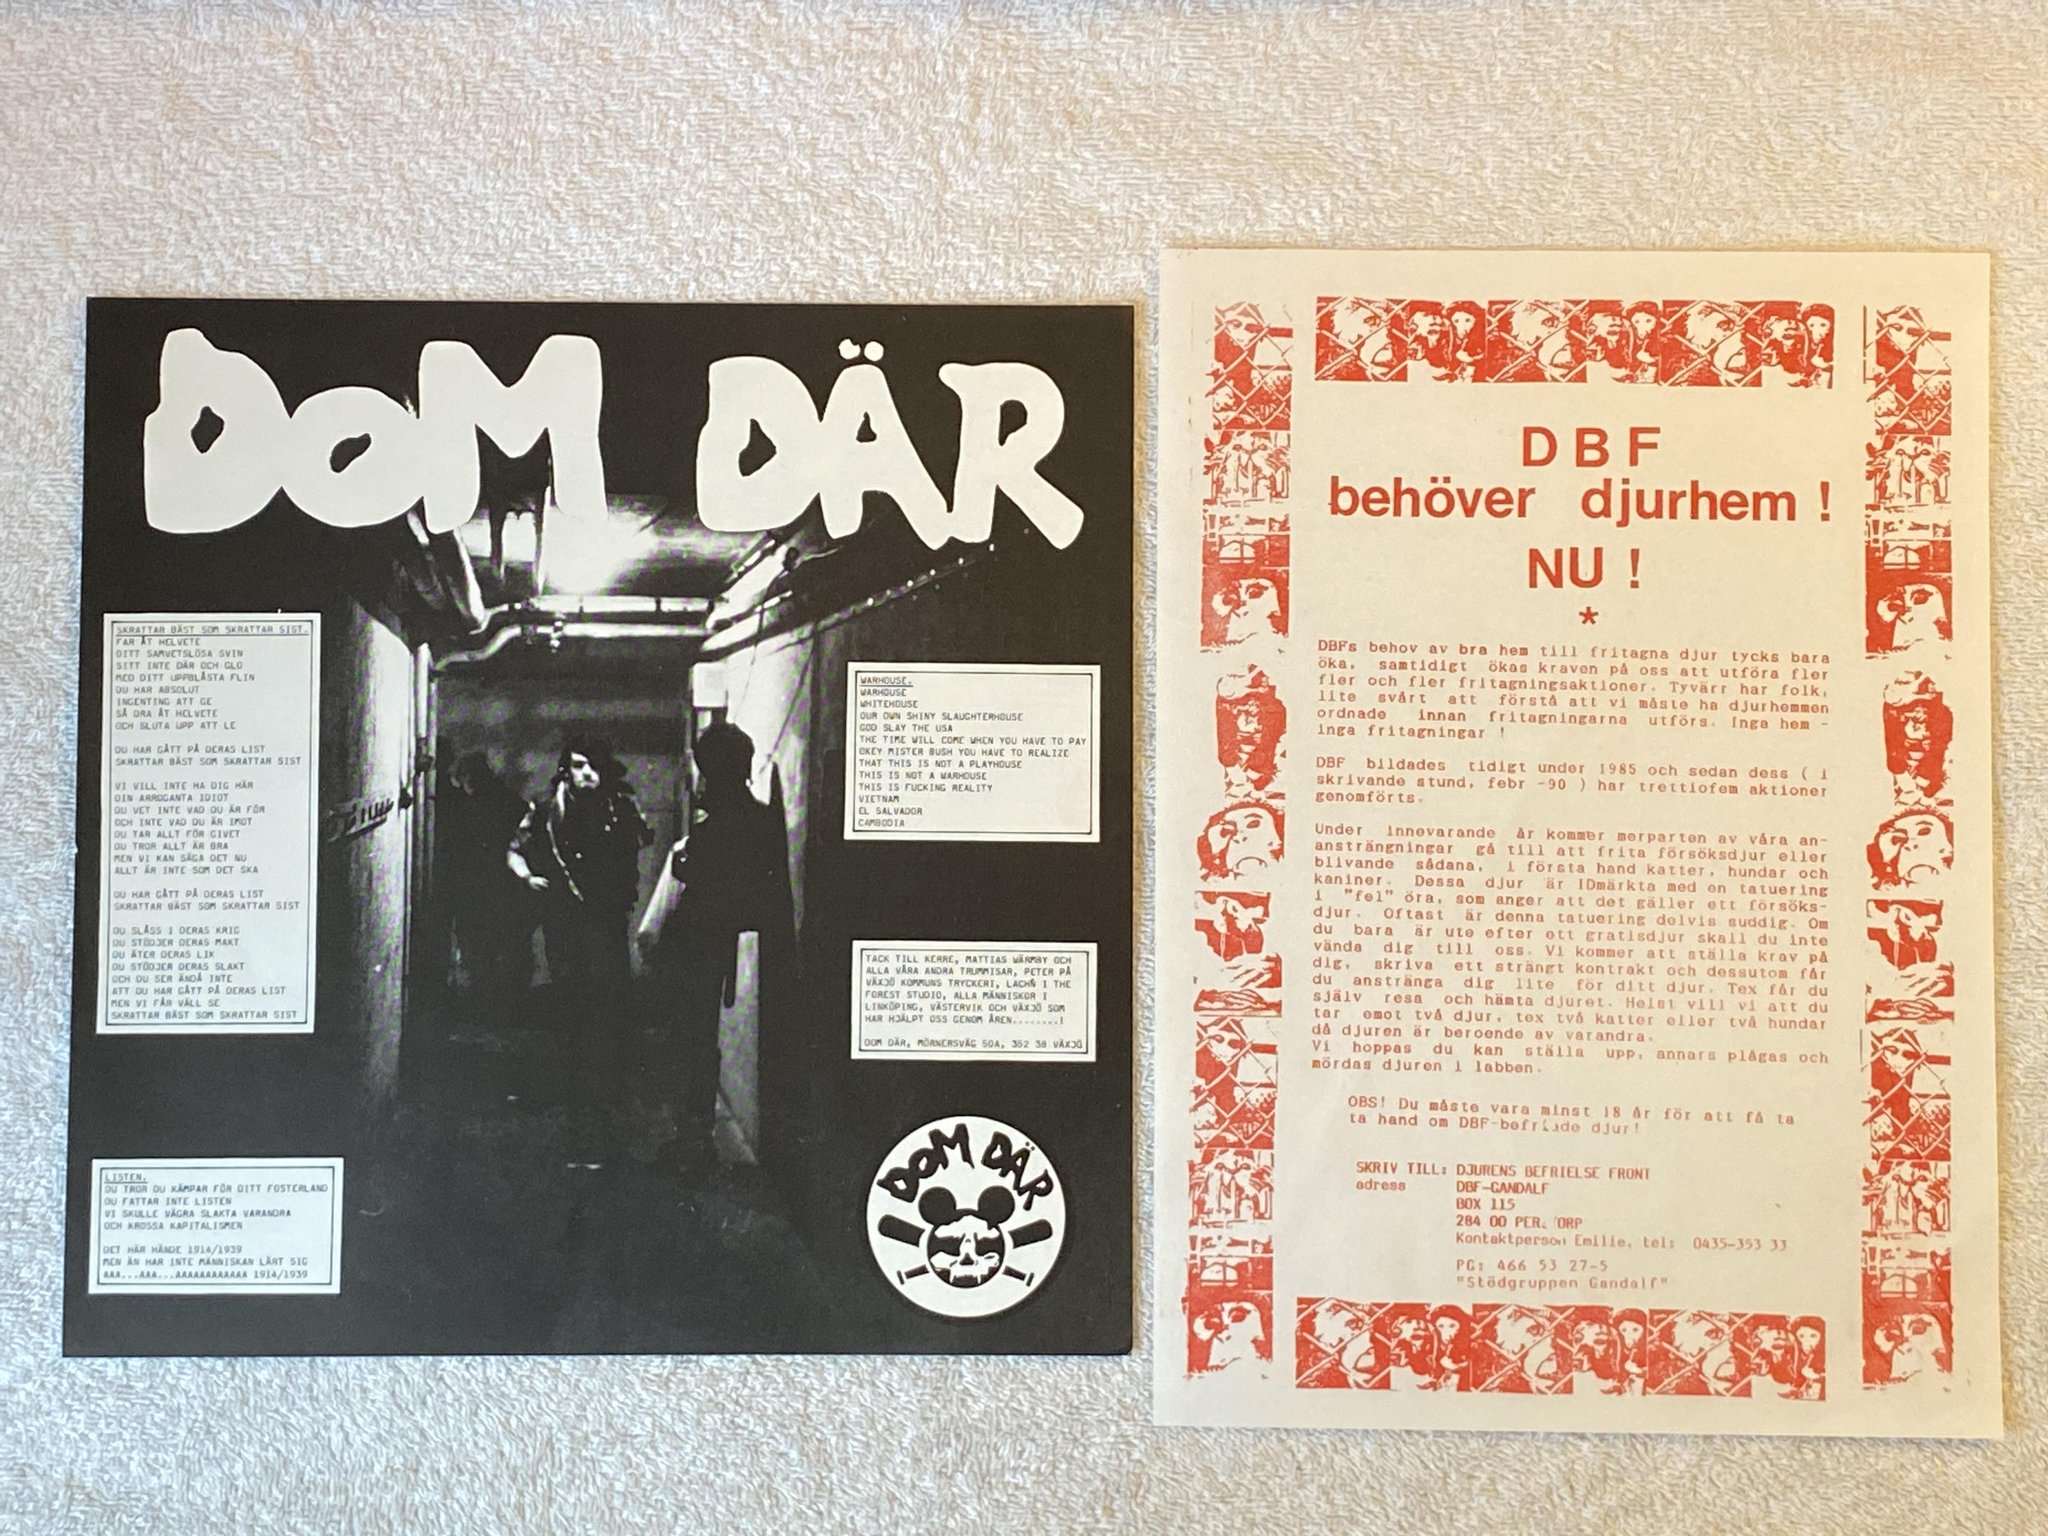 DOM DÄR
SKRATTAR BÄST SOM SKRATTAR SIST.
FAR ÅT HELVETE
DITT SAMVETSLÖSA SVIN
SITT INTE DÄR OCH GLO
MED DITT UPPBLÅSTA FLIN
DU HAR ABSOLUT
INGENTING ATT GE
SÅ DRA ÅT HELVETE
OCH SLUTA UPP ATT LE
DU HAR GÅTT PÅ DERAS LIST
SKRATTAR BÄST SOM SKRATTAR SIST
VI VILL INTE HA DIG HÄR
DIN ARROGANTA IDIOT
DU VET INTE VAD DU ÄR FÖR
OCH INTE VAD DU ÄR IMOT
DU TAR ALLT FÖR GIVET
DU TROR ALLT ÄR BRA
MEN VI KAN SÄGA DET NU
ALLT ÄR INTE SOM DET SKA
DU HAR GÅTT PÅ DERAS LIST
SKRATTAR BÄST SOM SKRATTAR SIST
DU SLÅSS I DERAS KRIG
DU STÖDJER DERAS MAKT
DU ÄTER DERAS LIK
DU STÖDJER DERAS SLAKT
OCH DU SER ÄNDÅ INTE
ATT DU HAR GÅTT PÅ DERAS LIST
MEN VI FÅR VÄLL SE
SKRATTAR BÄST SOM SKRATTAR SIST
LISTEN.
DU TROR DU KÄMPAR FÖR DITT FOSTERLAND
DU FATTAR INTE LISTEN
VI SKULLE VÄGRA SLAKTA VARANDRA
OCH KROSSA KAPITALISMEN
DET HÄR HÄNDE 1914/1939
MEN ÄN HAR INTE MÄNNISKAN LÄRT SIG
AAA...AAA...AAAAAAAAAAAA 1914/1939
WARHOUSE.
WARHOUSE
WHITEHOUSE
OUR OWN SHINY SLAUGHTERHOUSE
GOD SLAY THE USA
THE TIME WILL COME WHEN YOU HAVE TO PAY
OKEY MISTER BUSH YOU HAVE TO REALIZE
THAT THIS IS NOT A PLAYHOUSE
THIS IS NOT A WARHOUSE
THIS IS FUCKING REALITY
VIETNAM
EL SALVADOR
CAMBODIA
TACK TILL KERRE, MATTIAS WÄRMBY OCH
ALLA VÅRA ANDRA TRUMMISAR, PETER PÅ
VÄXJÖ KOMMUNS TRYCKERI, LACHN I THE
FOREST STUDIO, ALLA MÄNNISKOR I
LINKÖPING, VÄSTERVIK OCH VÄXJÖ SOM
HAR HJÄLPT OSS GENOM ÅREN........!
DOM DÄR, MÖRNERSVÄG 50A, 352 38 VÄXJÖ
DOM DÄR
DBF
behöver djurhem !
NU !
*
DBFs behov av bra hem till fritagna djur tycks bara
öka, samtidigt ökas kraven på oss att utföra fler
fler och fler fritagningsaktioner. Tyvärr har folk,
lite svårt att förstå att vi måste ha djurhemmen
ordnade innan fritagningarna utförs. Inga hem -
inga fritagningar !
DBF bildades tidigt under 1985 och sedan dess ( i
skrivande stund, febr -90 ) har trettiofem aktioner
genomförts.
Under innevarande år kommer merparten av våra an-
ansträngningar gå till att frita försöksdjur eller
blivande sådana, i första hand katter, hundar och
kaniner. Dessa djur är IDmärkta med en tatuering
i "fel" öra, som anger att det gäller ett försöks-
djur. Oftast är denna tatuering delvis suddig. Om
du bara är ute efter ett gratisdjur skall du inte
vända dig till oss. Vi kommer att ställa krav på
dig, skriva ett strängt kontrakt och dessutom får
du anstränga dig lite för ditt djur. Tex får du
själv resa och hämta djuret. Helst vill vi att du
tar emot två djur, tex två katter eller två hundar
då djuren är beroende av varandra.
Vi hoppas du kan ställa upp, annars plågas och
mördas djuren i labben.
OBS! Du måste vara minst 18 år för att få ta
ta hand om DBF-befriade djur!
SKRIV TILL: DJURENS BEFRIELSE FRONT
adress DBF-GANDALF
BOX 115
284 00 PER. ORP
Kontaktperson Emilie, tel: 0435-353 33
PG: 466 53 27-5
"Stödgruppen Gandalf"